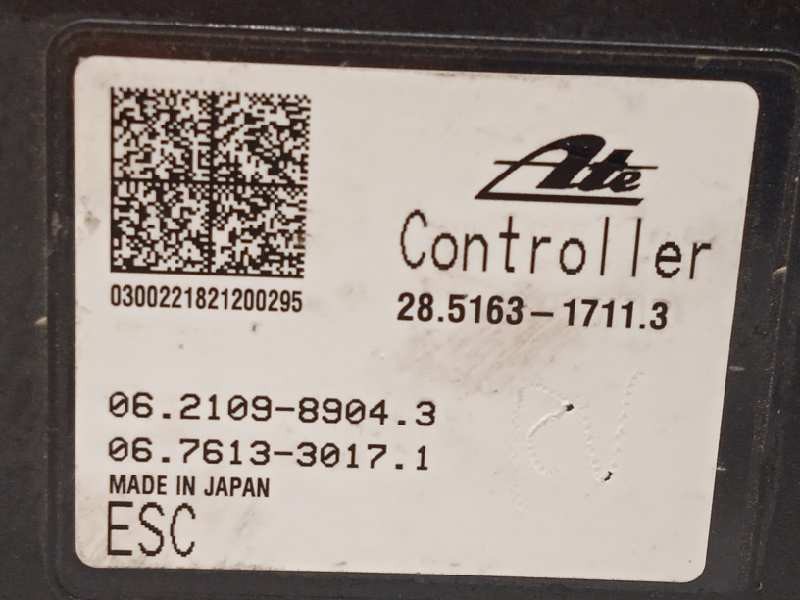 Ate
Controller
28.5163-1711.3
0300221821200295
06.2109-8904.3
06.7613-3017.1
MADE IN JAPAN
ESC